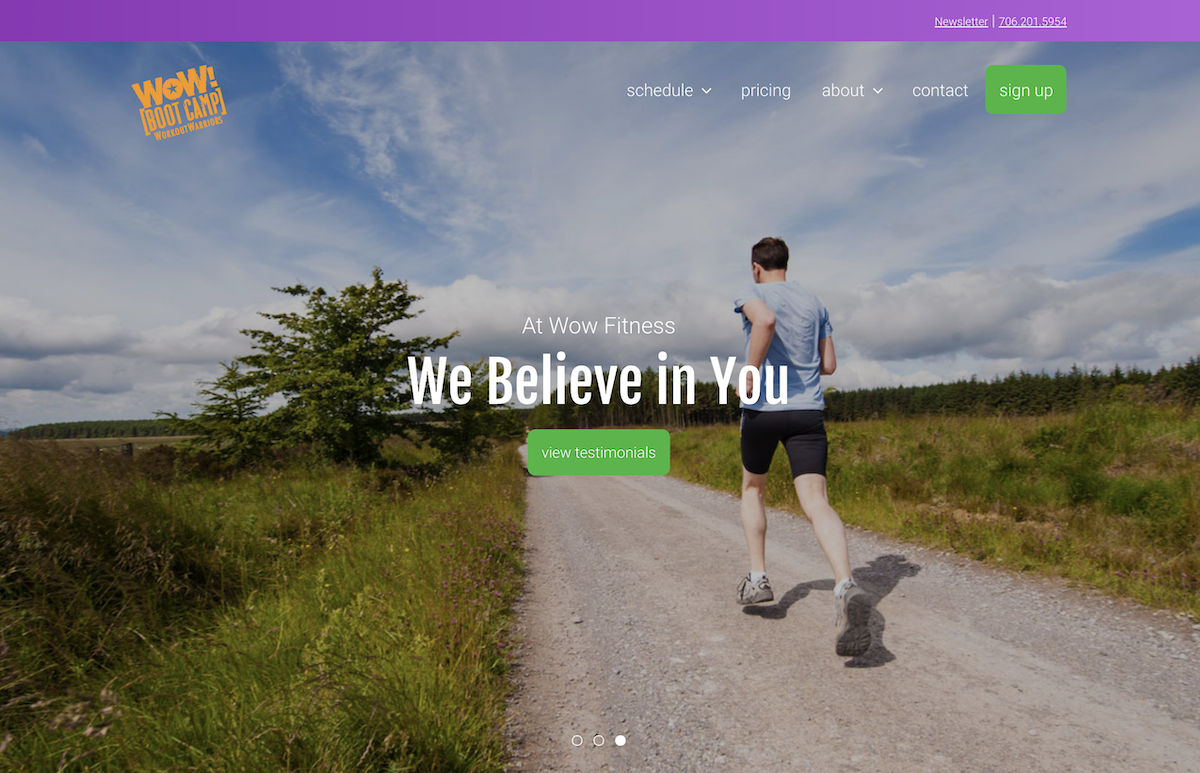 Newsletter | 706.201.5954
WoW!
[BOOT CAMP]
WORKOUTWARRIORS
schedule pricing about contact sign up
At Wow Fitness
We Believe in You
view testimonials